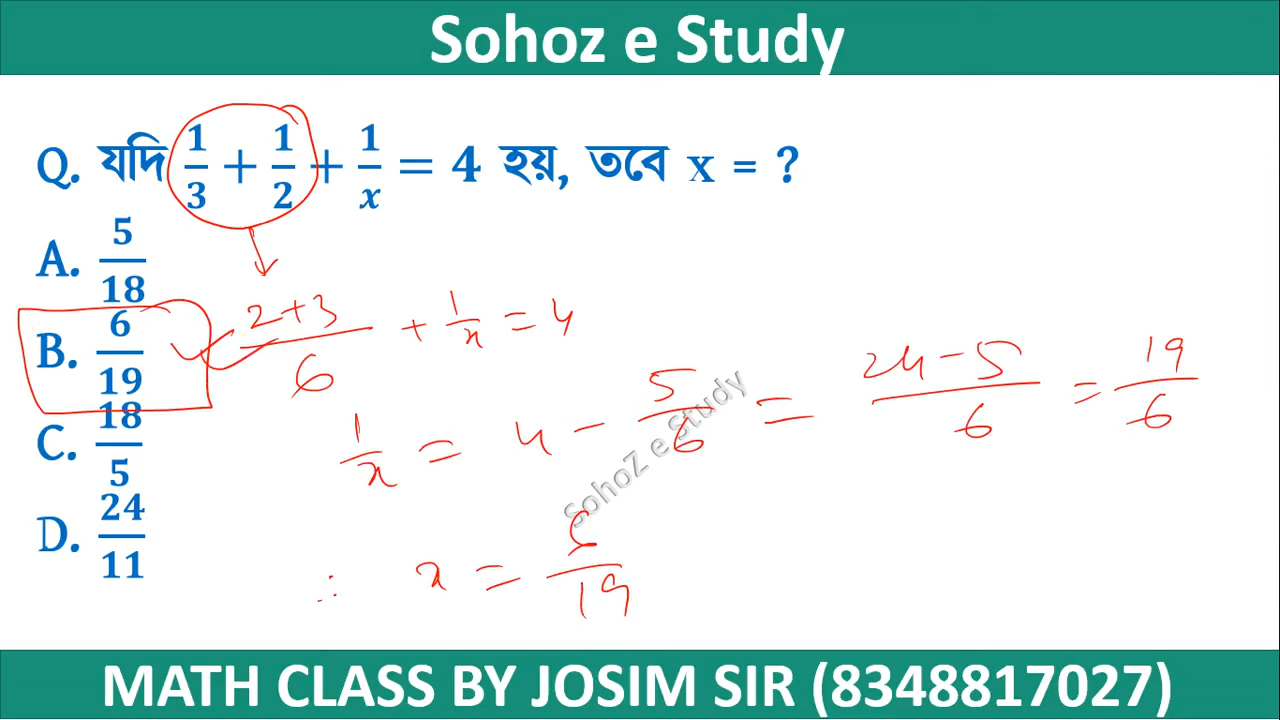 Sohoz e Study
Q. যদি 1/3 + 1/2 + 1/x = 4 হয়, তবে x = ?
A. 5/18
B. 6/19
C. 18/5
D. 24/11
2+3/6 + 1/x = 4
1/x = 4 - 5/6 = 24-5/6 = 19/6
∴ x = 6/19
SohoZ e Study
MATH CLASS BY JOSIM SIR (8348817027)